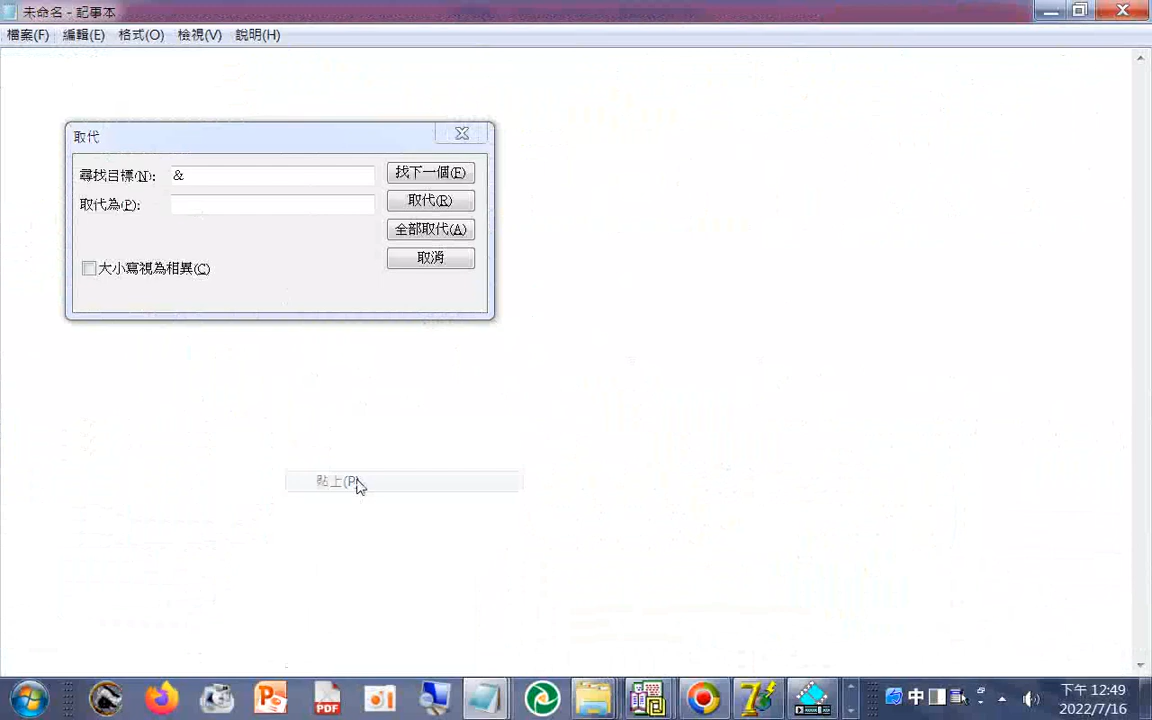 未命名 - 記事本
檔案(F) 編輯(E) 格式(O) 檢視(V) 說明(H)
取代
尋找目標(N): & 找下一個(F)
取代為(P): 取代(R)
全部取代(A)
取消
大小寫視為相異(C)
貼上(P)
PDF
中
下午 12:49
2022/7/16